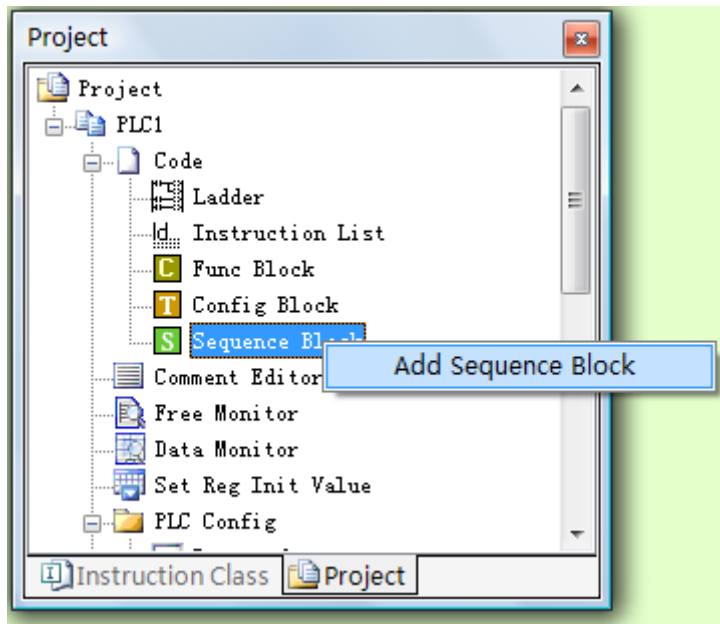 Project
Project
PLC1
Code
Ladder
Instruction List
C Func Block
T Config Block
S Sequence
Add Sequence Block
Comment Editor
Free Monitor
Data Monitor
Set Reg Init Value
PLC Config
Instruction Class Project